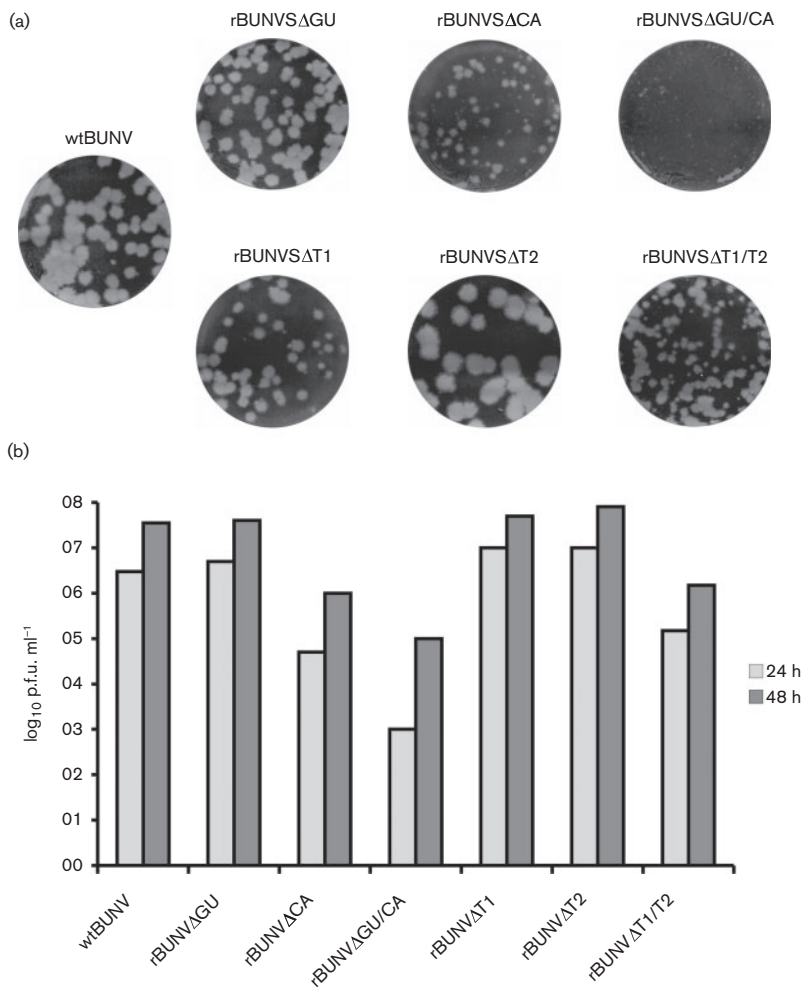 (a)
rBUNVSΔGU
rBUNVSΔCA
rBUNVSΔGU/CA
wtBUNV
rBUNVSΔT1
rBUNVSΔT2
rBUNVSΔT1/T2
(b)
08
07
06
05
04
03
02
01
00
log10 p.f.u. ml−1
24 h
48 h
wtBUNV
rBUNVΔGU
rBUNVΔCA
rBUNVΔGU/CA
rBUNVΔT1
rBUNVΔT2
rBUNVΔT1/T2